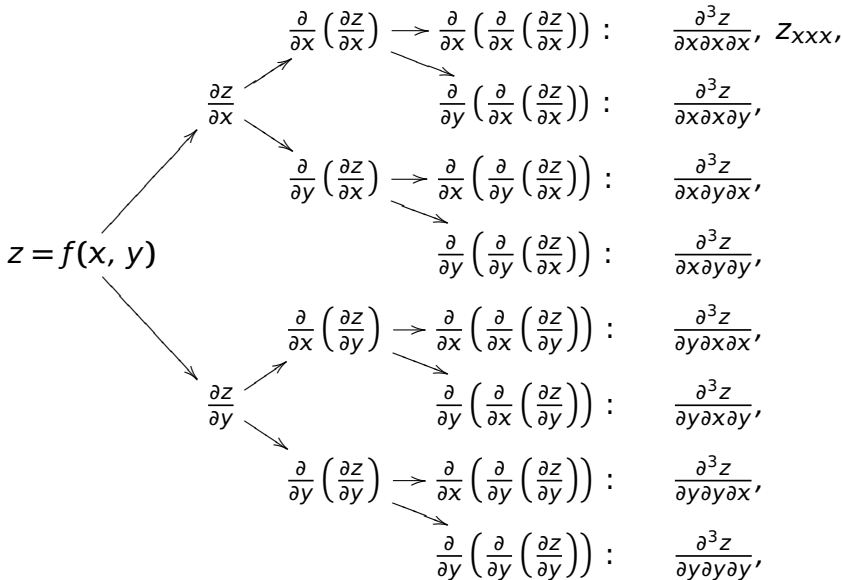 ∂/∂x (∂z/∂x) → ∂/∂x (∂/∂x (∂z/∂x)) : ∂³z/∂x∂x∂x, z_xxx,
∂z/∂x ∂/∂y (∂/∂x (∂z/∂x)) : ∂³z/∂x∂x∂y,
∂/∂y (∂z/∂x) → ∂/∂x (∂/∂y (∂z/∂x)) : ∂³z/∂x∂y∂x,
z = f(x, y) ∂/∂y (∂/∂y (∂z/∂x)) : ∂³z/∂x∂y∂y,
∂/∂x (∂z/∂y) → ∂/∂x (∂/∂x (∂z/∂y)) : ∂³z/∂y∂x∂x,
∂z/∂y ∂/∂y (∂/∂x (∂z/∂y)) : ∂³z/∂y∂x∂y,
∂/∂y (∂z/∂y) → ∂/∂x (∂/∂y (∂z/∂y)) : ∂³z/∂y∂y∂x,
∂/∂y (∂/∂y (∂z/∂y)) : ∂³z/∂y∂y∂y,